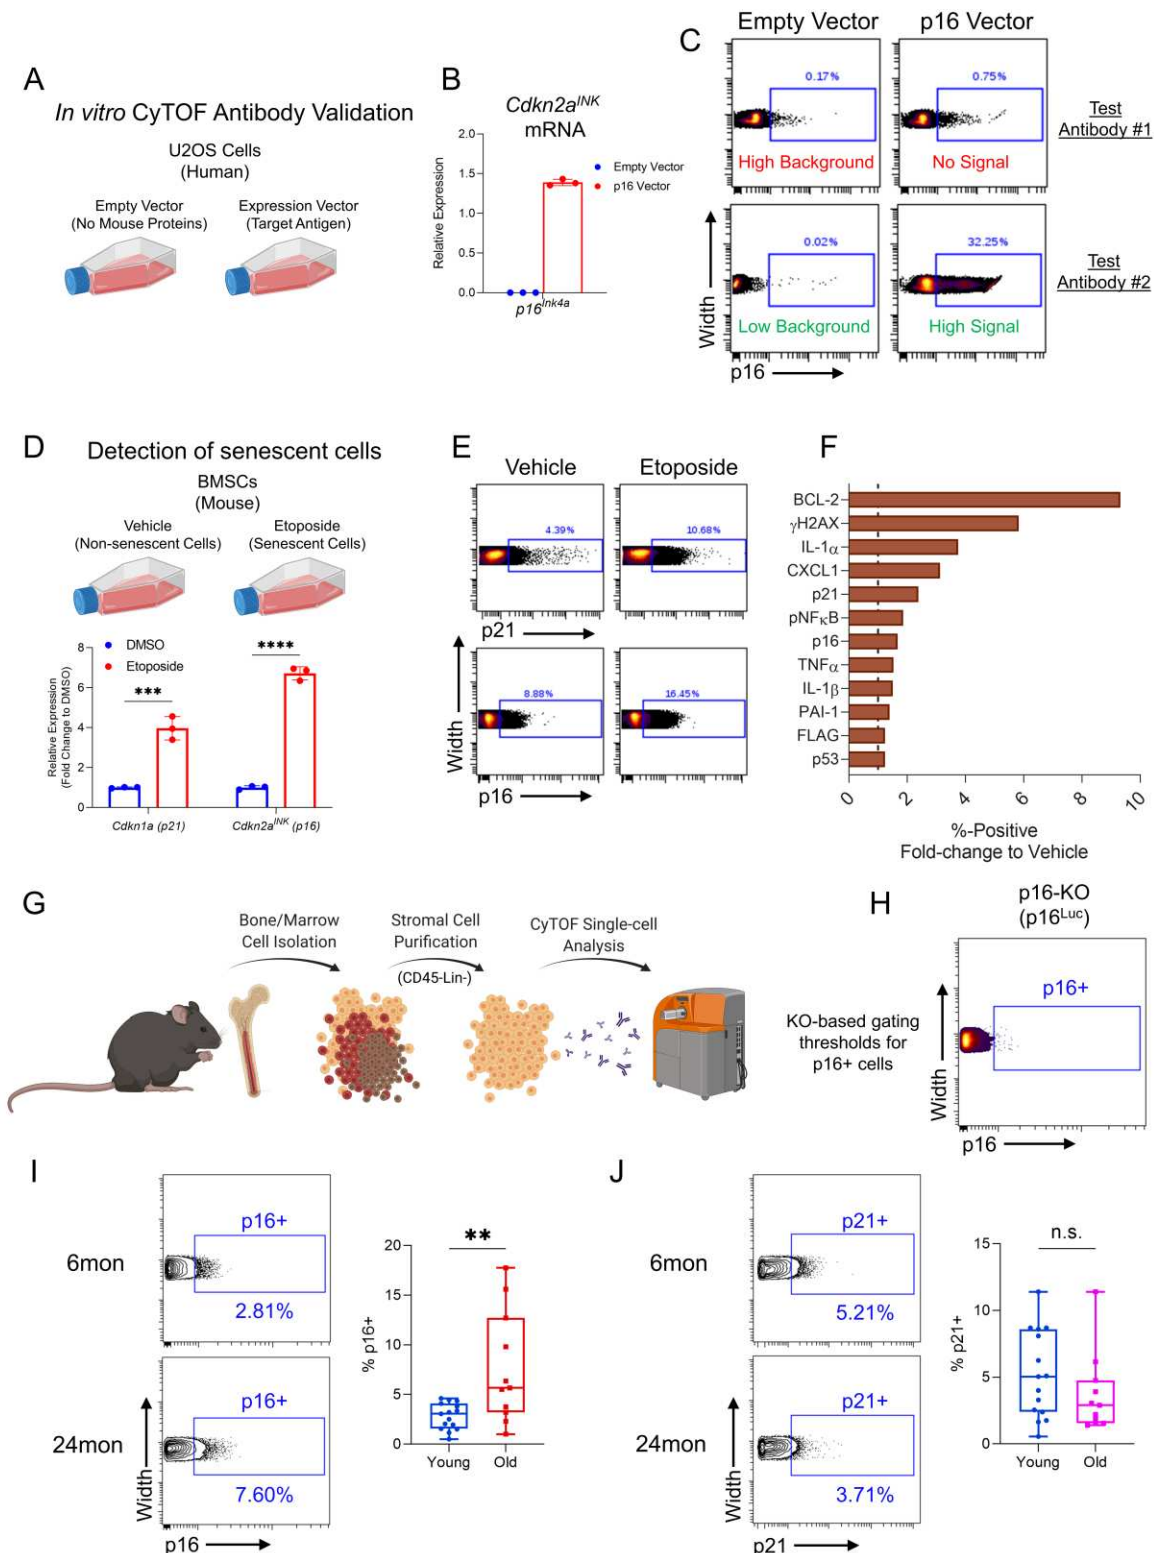 A
In vitro CyTOF Antibody Validation
U2OS Cells
(Human)
Empty Vector
(No Mouse Proteins)
Expression Vector
(Target Antigen)
B
Cdkn2a^INK
mRNA
Relative Expression
2.0
1.5
1.0
0.5
0.0
p16^Ink4a
Empty Vector
p16 Vector
C
Empty Vector
p16 Vector
0.17%
High Background
0.75%
No Signal
Test
Antibody #1
0.02%
Low Background
32.25%
High Signal
Test
Antibody #2
Width
p16
D
Detection of senescent cells
BMSCs
(Mouse)
Vehicle
(Non-senescent Cells)
Etoposide
(Senescent Cells)
DMSO
Etoposide
***
****
Relative Expression
(Fold Change to DMSO)
8
6
4
2
0
Cdkn1a (p21)
Cdkn2a^INK (p16)
E
Vehicle
Etoposide
4.39%
10.68%
p21
8.88%
16.45%
Width
p16
F
BCL-2
γH2AX
IL-1α
CXCL1
p21
pNFκB
p16
TNFα
IL-1β
PAI-1
FLAG
p53
0
2
4
6
8
10
%-Positive
Fold-change to Vehicle
G
Bone/Marrow
Cell Isolation
Stromal Cell
Purification
(CD45-Lin-)
CyTOF Single-cell
Analysis
H
p16-KO
(p16^Luc)
p16+
KO-based gating
thresholds for
p16+ cells
Width
p16
I
6mon
p16+
2.81%
24mon
p16+
7.60%
Width
p16
% p16+
20
15
10
5
0
**
Young
Old
J
6mon
p21+
5.21%
24mon
p21+
3.71%
Width
p21
% p21+
15
10
5
0
n.s.
Young
Old